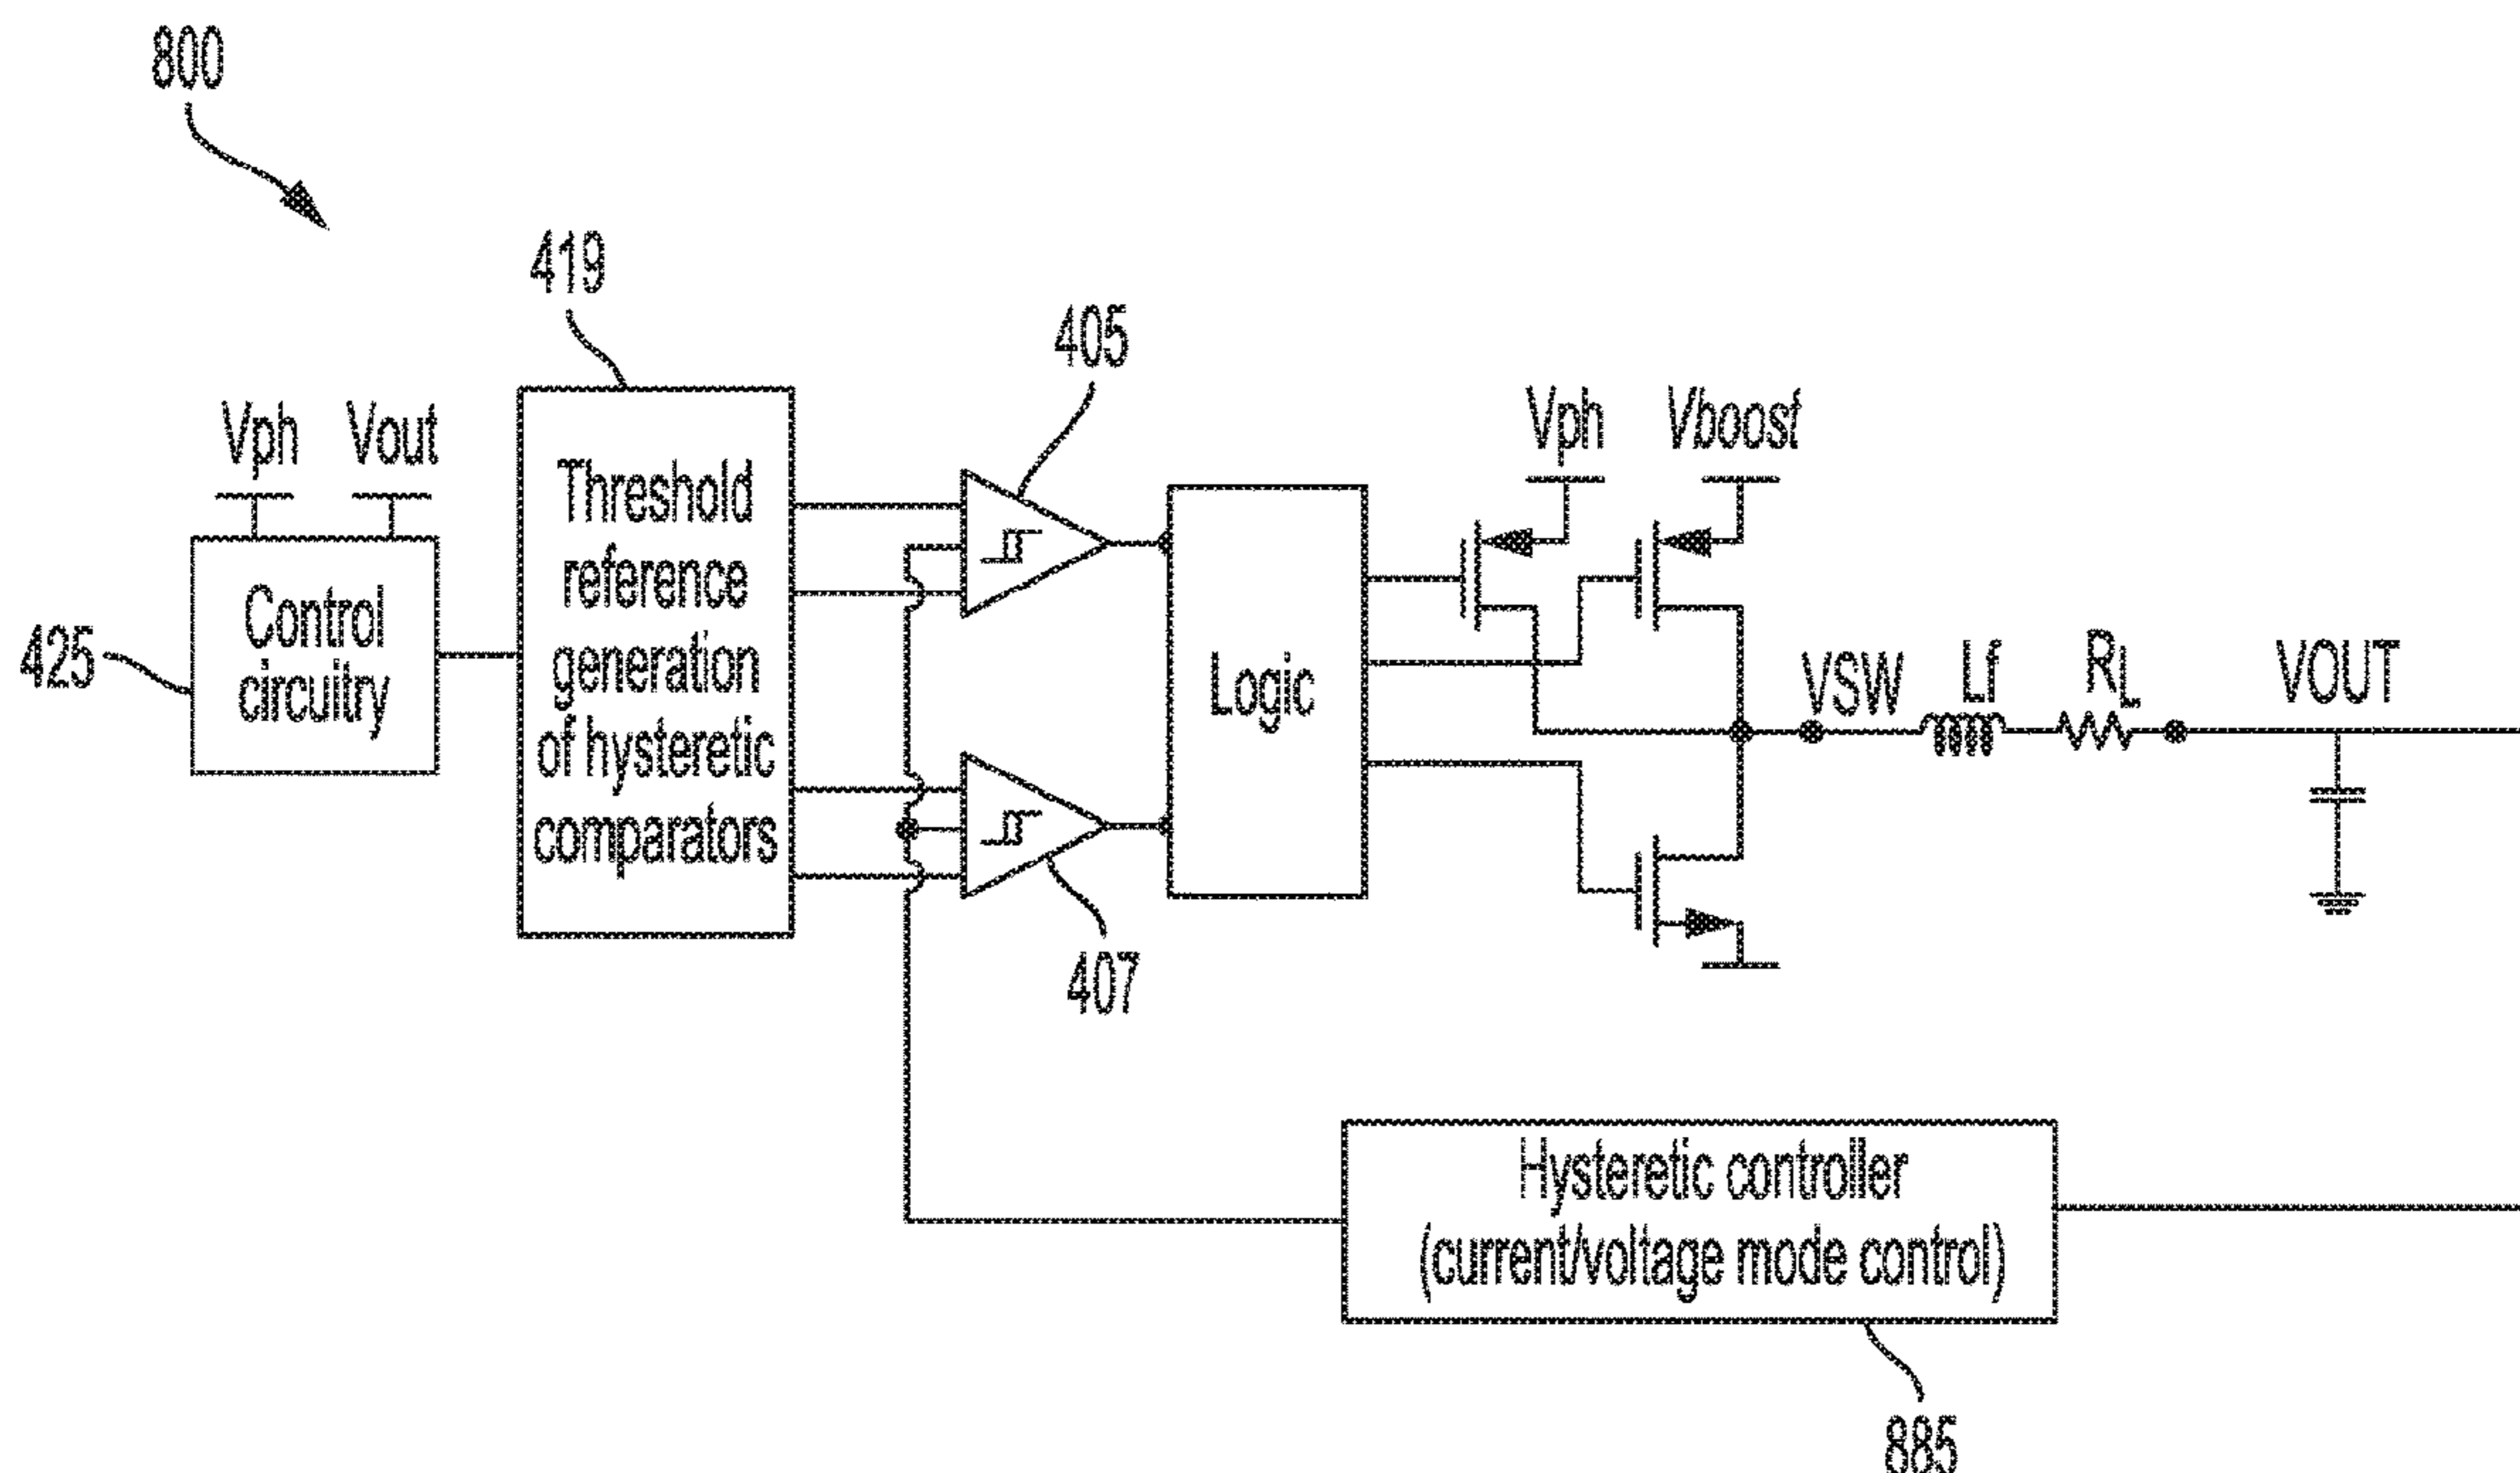 800
419
405
Vph
Vout
Vph
Vboost
Threshold
reference
generation
of hysteretic
comparators
Control
circuitry
425
Logic
VSW
Lf
RL
VOUT
407
Hysteretic controller
(current/voltage mode control)
885